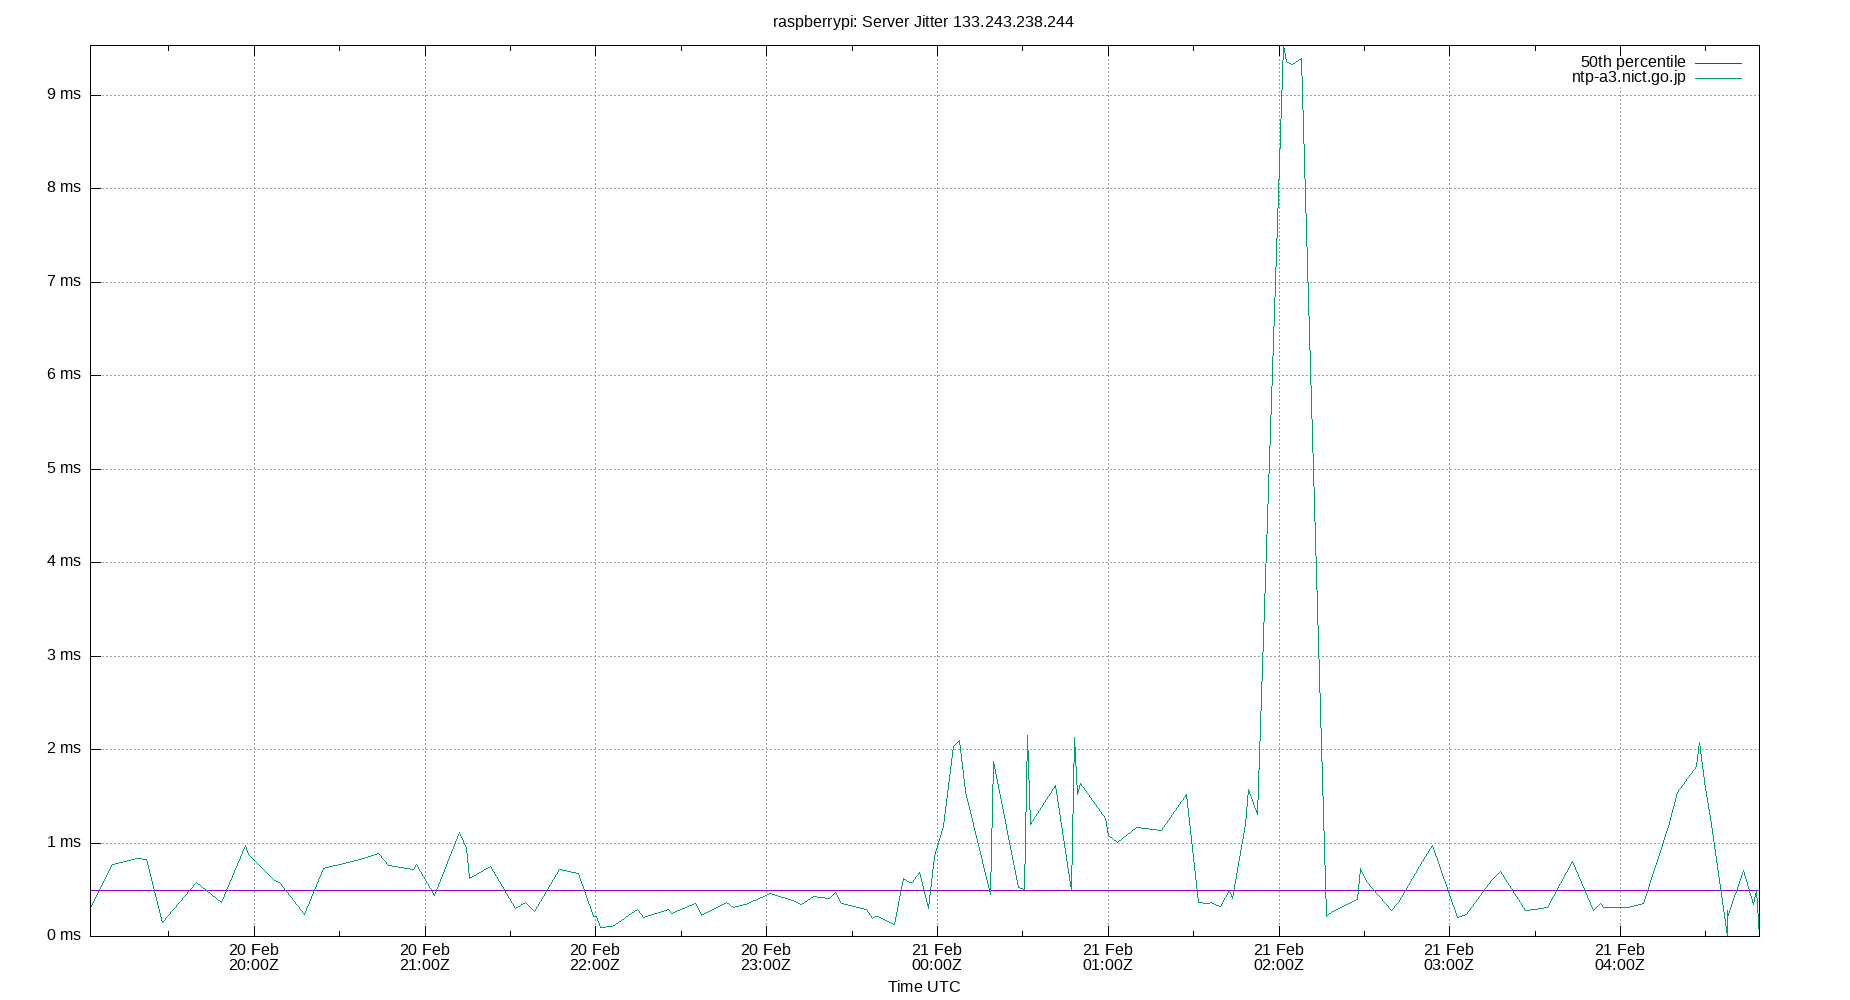 raspberrypi: Server Jitter 133.243.238.244
50th percentile
ntp-a3.nict.go.jp
9 ms
8 ms
7 ms
6 ms
5 ms
4 ms
3 ms
2 ms
1 ms
0 ms
20 Feb 20 Feb 20 Feb 20 Feb 21 Feb 21 Feb 21 Feb 21 Feb 21 Feb
20:00Z 21:00Z 22:00Z 23:00Z 00:00Z 01:00Z 02:00Z 03:00Z 04:00Z
Time UTC